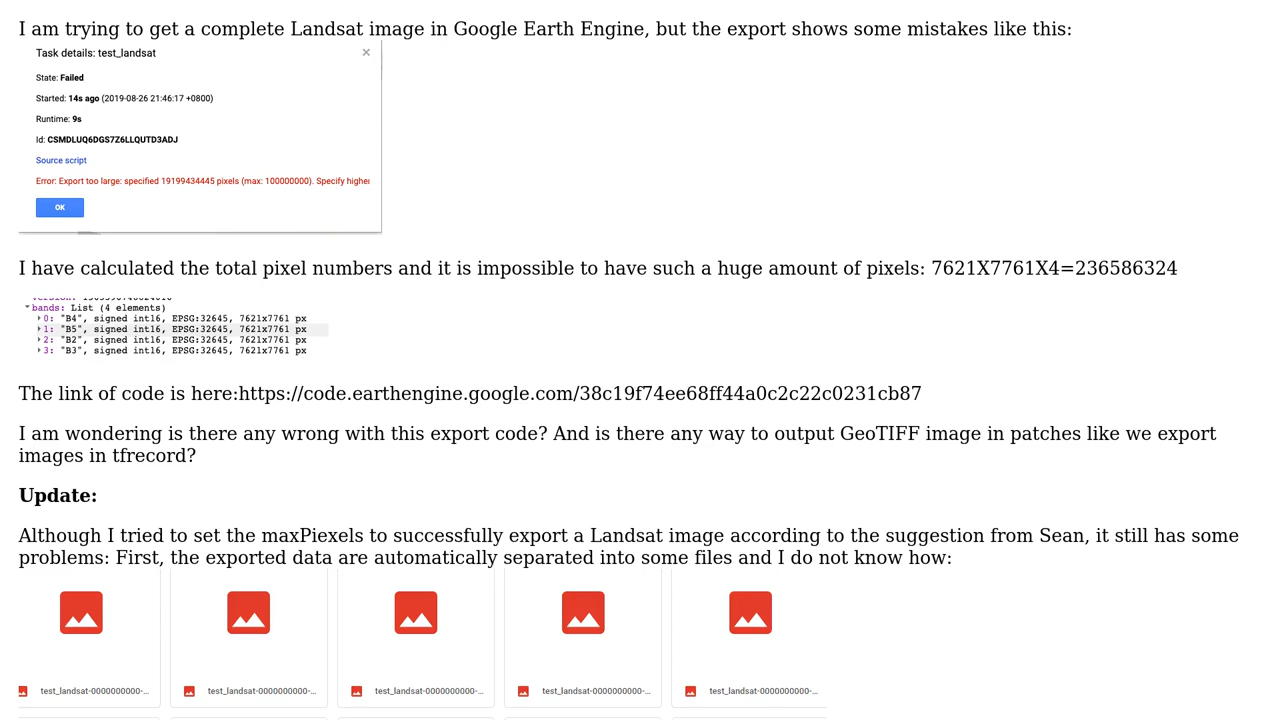 I am trying to get a complete Landsat image in Google Earth Engine, but the export shows some mistakes like this:
Task details: test_landsat
State: Failed
Started: 14s ago (2019-08-26 21:46:17 +0800)
Runtime: 9s
Id: CSMDLUQ6DGS7Z6LLQUTD3ADJ
Source script
Error: Export too large: specified 19199434445 pixels (max: 100000000). Specify higher
OK
I have calculated the total pixel numbers and it is impossible to have such a huge amount of pixels: 7621X7761X4=236586324
bands: List (4 elements)
0: "B4", signed int16, EPSG:32645, 7621x7761 px
1: "B5", signed int16, EPSG:32645, 7621x7761 px
2: "B2", signed int16, EPSG:32645, 7621x7761 px
3: "B3", signed int16, EPSG:32645, 7621x7761 px
The link of code is here:https://code.earthengine.google.com/38c19f74ee68ff44a0c2c22c0231cb87
I am wondering is there any wrong with this export code? And is there any way to output GeoTIFF image in patches like we export
images in tfrecord?
Update:
Although I tried to set the maxPiexels to successfully export a Landsat image according to the suggestion from Sean, it still has some
problems: First, the exported data are automatically separated into some files and I do not know how:
test_landsat-0000000000-... test_landsat-0000000000-... test_landsat-0000000000-... test_landsat-0000000000-... test_landsat-0000000000-...